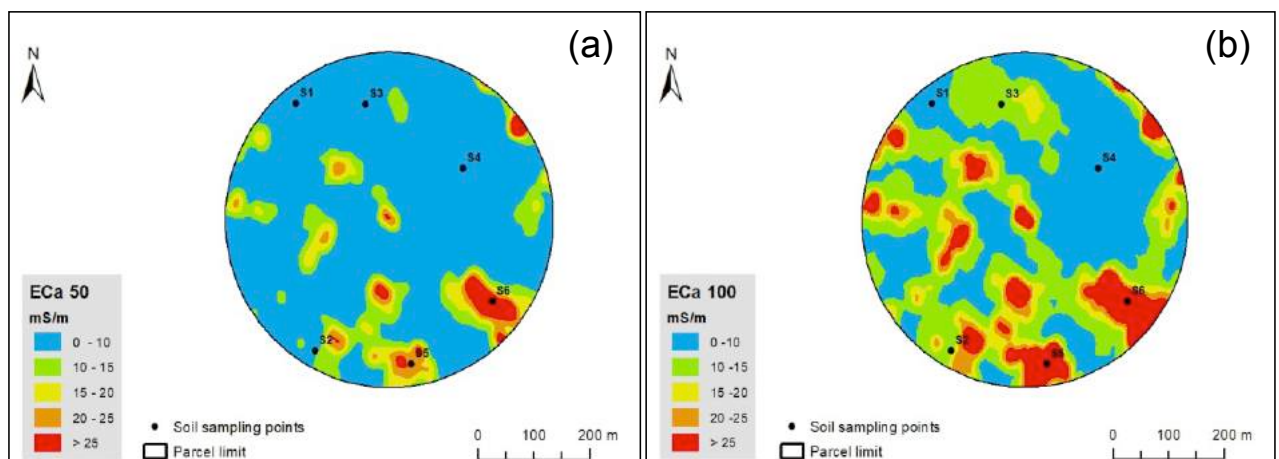 (a)
N
S1
S3
S4
S6
S2
S5
ECa 50
mS/m
0 - 10
10 - 15
15 - 20
20 - 25
> 25
Soil sampling points
Parcel limit
0 100 200 m
(b)
N
S1
S3
S4
S6
S2
S5
ECa 100
mS/m
0 -10
10 -15
15 - 20
20 -25
> 25
Soil sampling points
Parcel limit
0 100 200 m